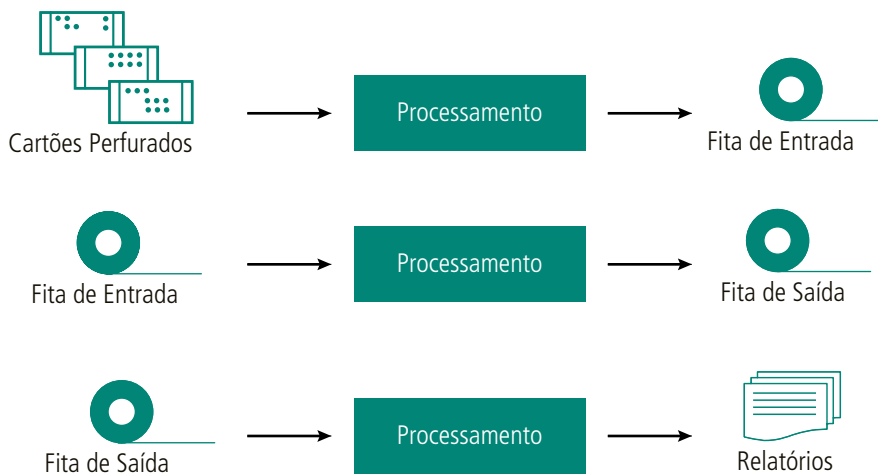 Cartões Perfurados
Processamento
Fita de Entrada
Fita de Entrada
Processamento
Fita de Saída
Fita de Saída
Processamento
Relatórios